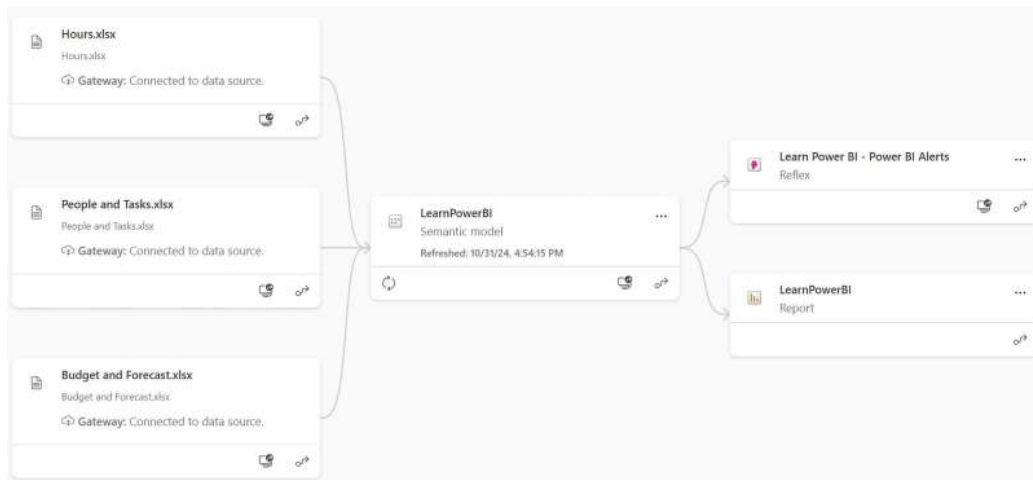 Hours.xlsx
Hours.xlsx
Gateway: Connected to data source.
People and Tasks.xlsx
People and Tasks.xlsx
Gateway: Connected to data source.
Budget and Forecast.xlsx
Budget and Forecast.xlsx
Gateway: Connected to data source.
LearnPowerBI
Semantic model
Refreshed: 10/31/24, 4:54:15 PM
Learn Power BI - Power BI Alerts
Reflex
LearnPowerBI
Report